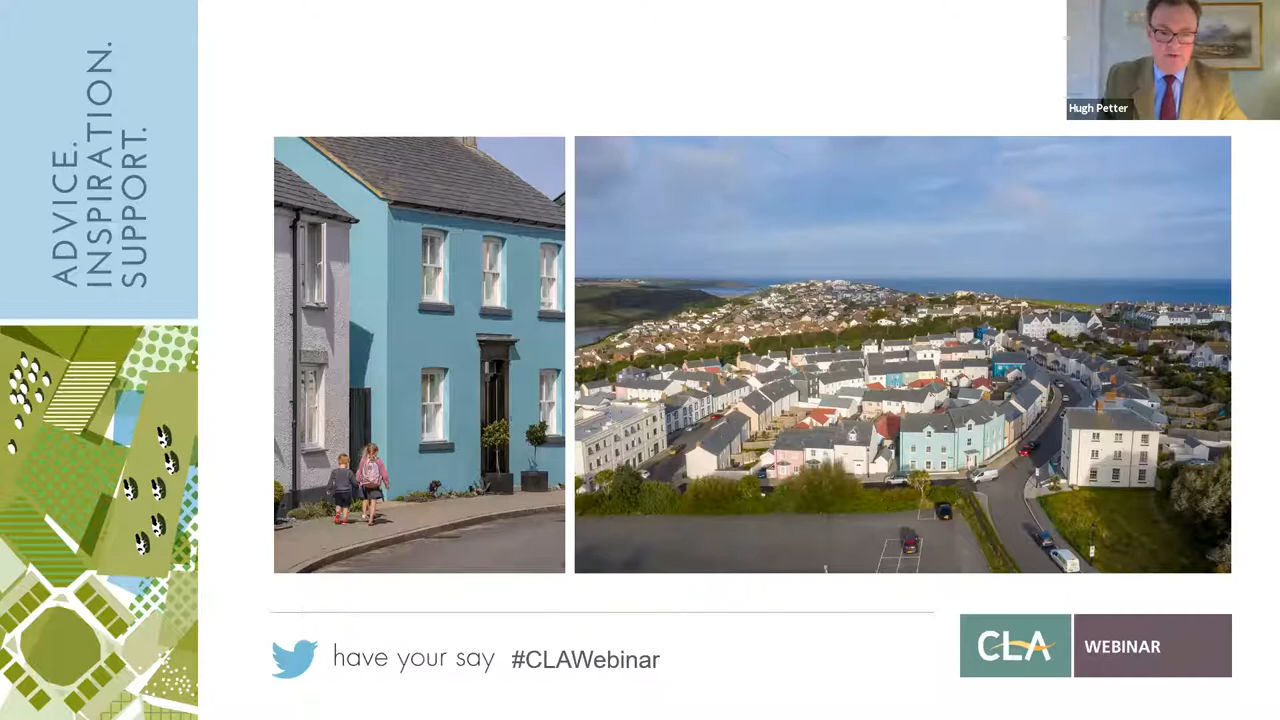 ADVICE.
INSPIRATION.
SUPPORT.
Hugh Petter
have your say #CLAWebinar
CLA WEBINAR